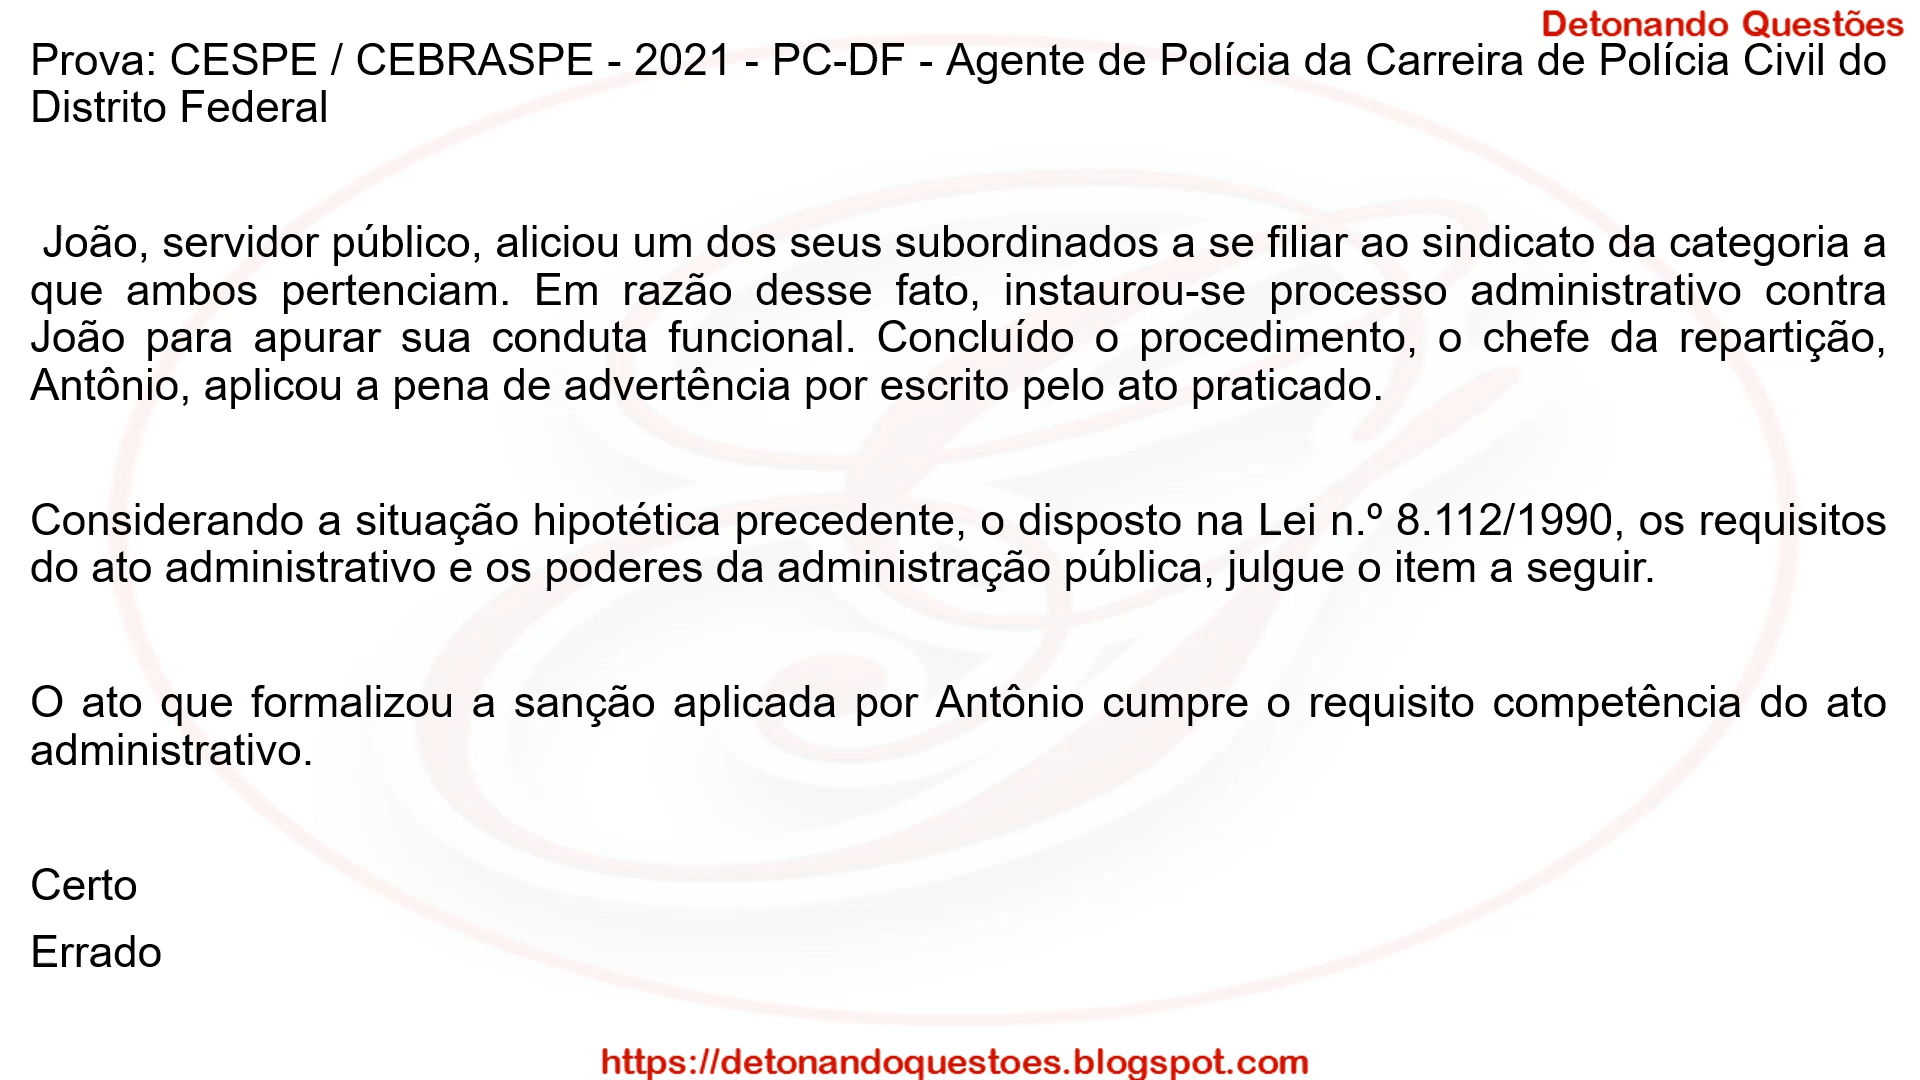 Detonando Questões
Prova: CESPE / CEBRASPE - 2021 - PC-DF - Agente de Polícia da Carreira de Polícia Civil do
Distrito Federal
João, servidor público, aliciou um dos seus subordinados a se filiar ao sindicato da categoria a
que ambos pertenciam. Em razão desse fato, instaurou-se processo administrativo contra
João para apurar sua conduta funcional. Concluído o procedimento, o chefe da repartição,
Antônio, aplicou a pena de advertência por escrito pelo ato praticado.
Considerando a situação hipotética precedente, o disposto na Lei n.º 8.112/1990, os requisitos
do ato administrativo e os poderes da administração pública, julgue o item a seguir.
O ato que formalizou a sanção aplicada por Antônio cumpre o requisito competência do ato
administrativo.
Certo
Errado
https://detonandoquestoes.blogspot.com